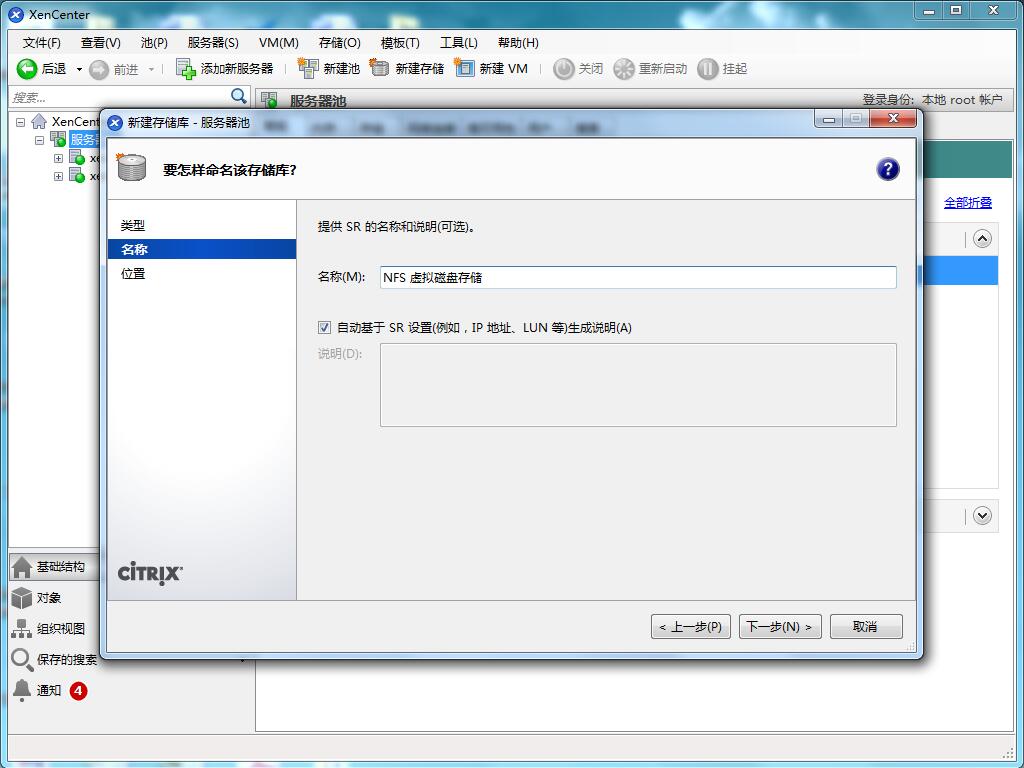 XenCenter
文件(F) 查看(V) 池(P) 服务器(S) VM(M) 存储(O) 模板(T) 工具(L) 帮助(H)
后退 前进 添加新服务器 新建池 新建存储 新建 VM 关闭 重新启动 挂起
搜索...
服务器池
登录身份: 本地 root 帐户
XenCent
服务器
xe
xe
新建存储库 - 服务器池
要怎样命名该存储库?
?
全部折叠
类型
名称
位置
提供 SR 的名称和说明(可选)。
名称(M): NFS 虚拟磁盘存储
自动基于 SR 设置(例如，IP 地址、LUN 等)生成说明(A)
说明(D):
CITRIX
< 上一步(P) 下一步(N) > 取消
基础结构
对象
组织视图
保存的搜索
通知 4